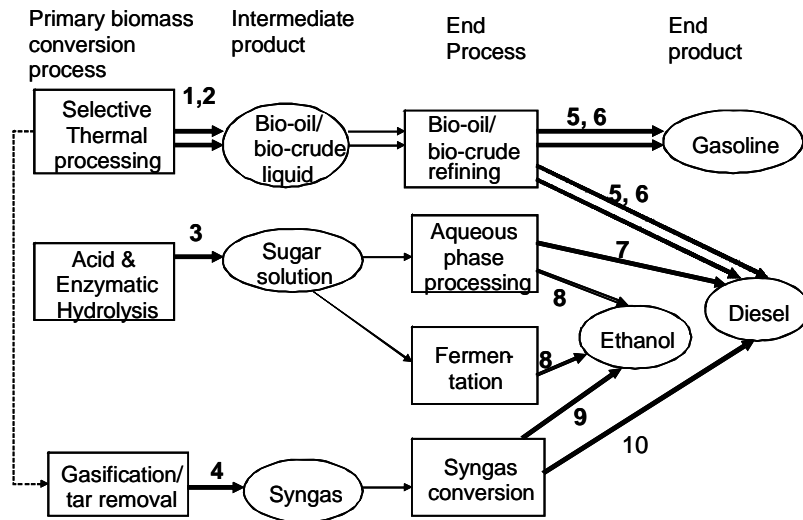 Primary biomass
conversion
process
Intermediate
product
End
Process
End
product
Selective
Thermal
processing
1,2
Bio-oil/
bio-crude
liquid
Bio-oil/
bio-crude
refining
5, 6
Gasoline
5, 6
Acid &
Enzymatic
Hydrolysis
3
Sugar
solution
Aqueous
phase
processing
7
8
Diesel
Fermen-
tation
8
Ethanol
9
10
Gasification/
tar removal
4
Syngas
Syngas
conversion